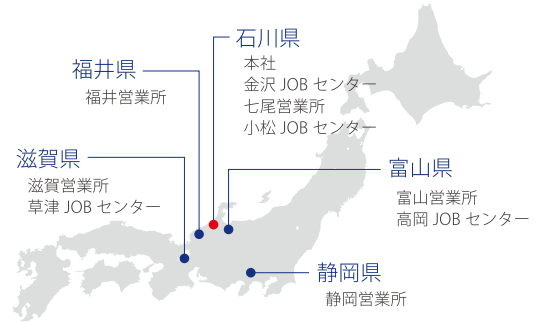 石川県
本社
金沢 JOB センター
七尾営業所
小松 JOB センター
福井県
福井営業所
滋賀県
滋賀営業所
草津 JOB センター
富山県
富山営業所
高岡 JOB センター
静岡県
静岡営業所